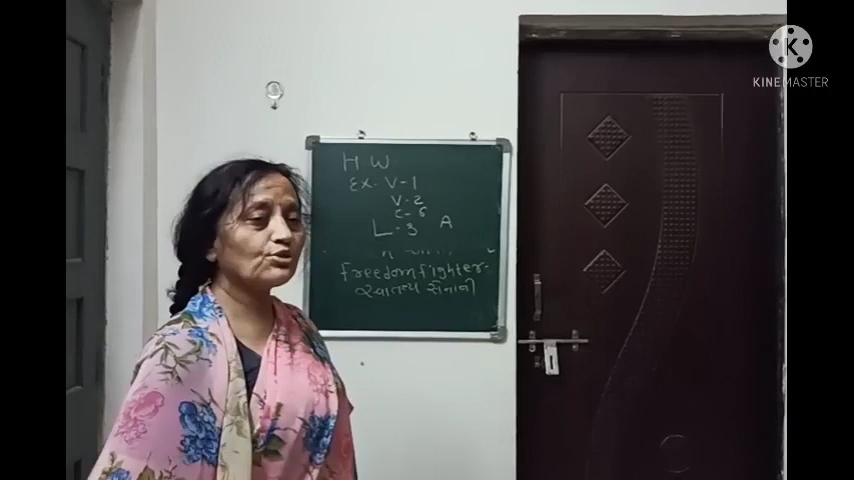 KINEMASTER
H W
Ex- V-1
V-2
C-6
L-3 A
freedom fighter-
સ્વાતંત્ર્ય સેનાની